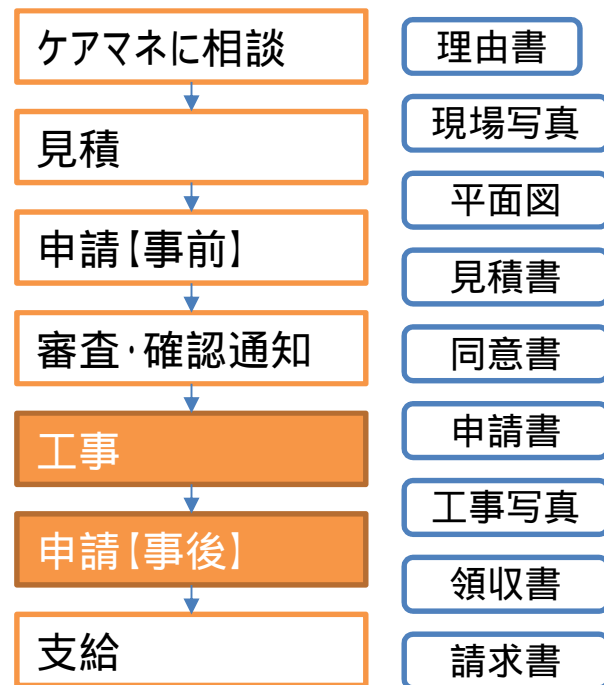 ケアマネに相談
見積
申請【事前】
審査・確認通知
工事
申請【事後】
支給
理由書
現場写真
平面図
見積書
同意書
申請書
工事写真
領収書
請求書